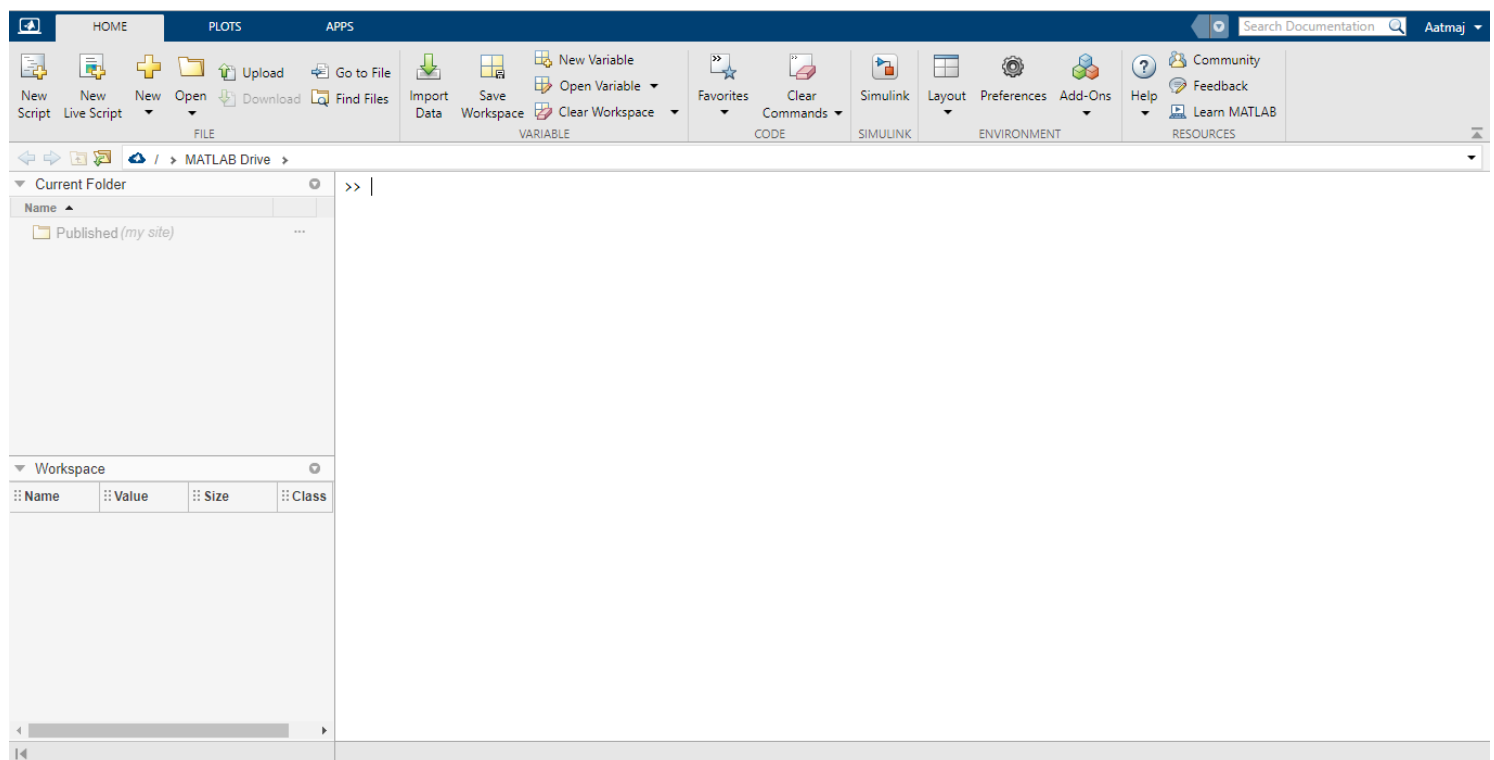 HOME PLOTS APPS Search Documentation Aatmaj
New Script
New Live Script
New
Open
Upload
Download
Go to File
Find Files
FILE
Import Data
Save Workspace
New Variable
Open Variable
Clear Workspace
VARIABLE
Favorites
Clear Commands
CODE
Simulink
SIMULINK
Layout
Preferences
Add-Ons
ENVIRONMENT
Help
Community
Feedback
Learn MATLAB
RESOURCES
/ > MATLAB Drive >
Current Folder
Name
Published (my site) ...
>>
Workspace
Name Value Size Class